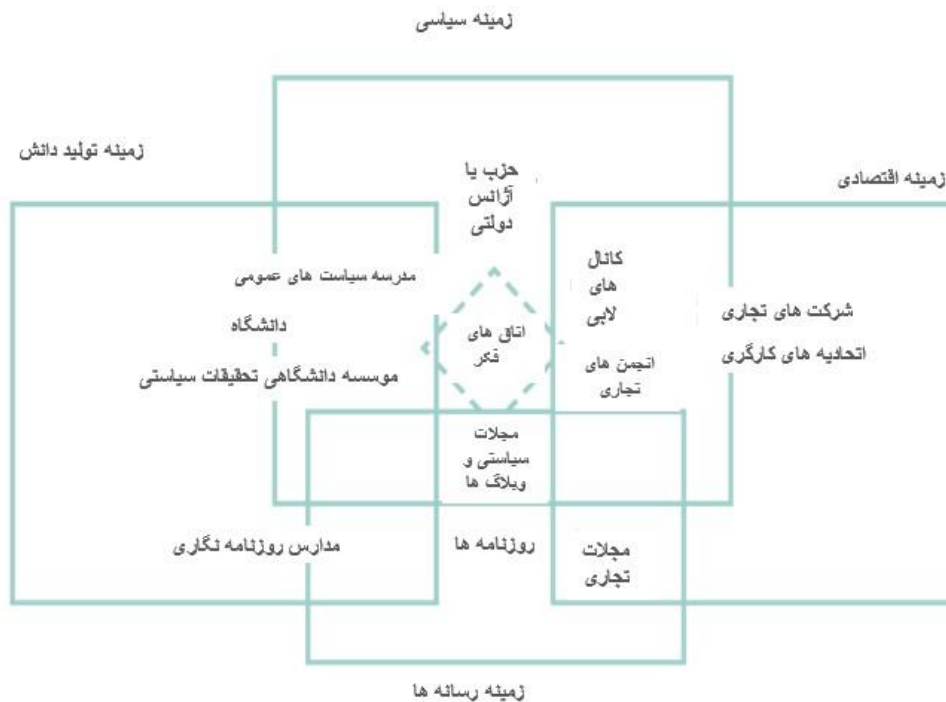 زمینه سیاسی
زمینه تولید دانش
زمینه اقتصادی
حزب یا
آژانس
دولتی
کانال
های
لابی
مدرسه سیاست های عمومی
شرکت های تجاری
دانشگاه
اتاق های
فکر
اتحادیه های کارگری
موسسه دانشگاهی تحقیقات سیاستی
انجمن های
تجاری
مجلات
سیاستی و
وبلاگ ها
مدارس روزنامه نگاری
روزنامه ها
مجلات
تجاری
زمینه رسانه ها